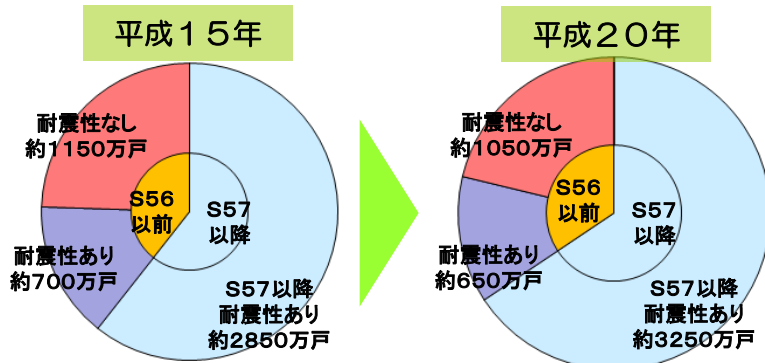 平成１５年
耐震性なし
約1150万戸
S56
以前
S57
以降
耐震性あり
約700万戸
S57以降
耐震性あり
約2850万戸
平成２０年
耐震性なし
約1050万戸
S56
以前
S57
以降
耐震性あり
約650万戸
S57以降
耐震性あり
約3250万戸